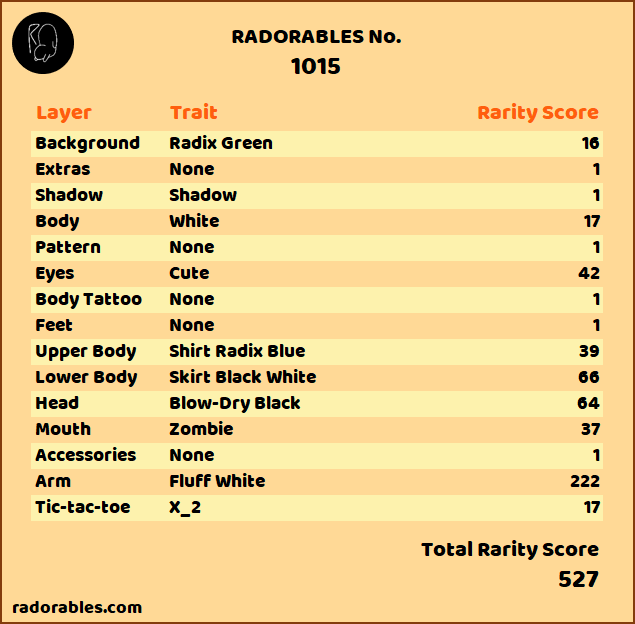 RADORABLES No.
1015
Layer Trait Rarity Score
Background Radix Green 16
Extras None 1
Shadow Shadow 1
Body White 17
Pattern None 1
Eyes Cute 42
Body Tattoo None 1
Feet None 1
Upper Body Shirt Radix Blue 39
Lower Body Skirt Black White 66
Head Blow-Dry Black 64
Mouth Zombie 37
Accessories None 1
Arm Fluff White 222
Tic-tac-toe X_2 17
Total Rarity Score
527
radorables.com